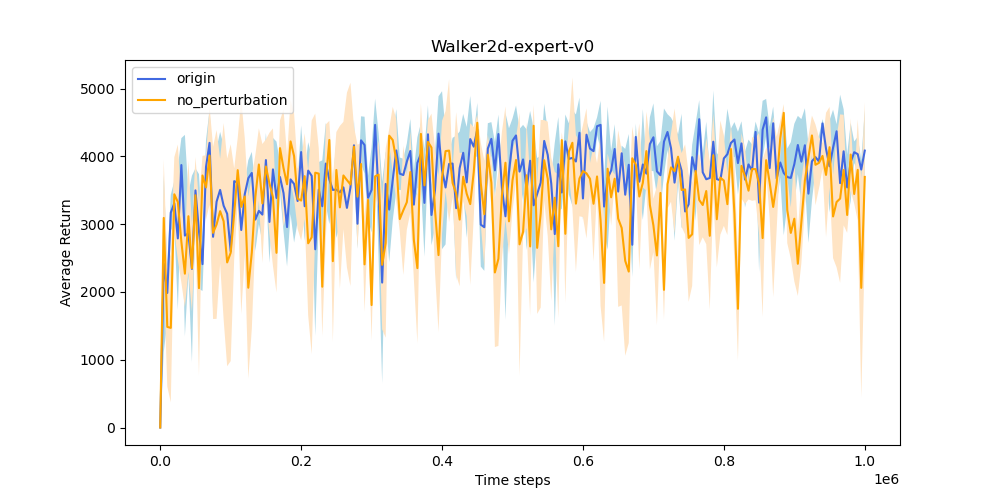 Walker2d-expert-v0
origin
no_perturbation
Average Return
5000
4000
3000
2000
1000
0
0.0 0.2 0.4 0.6 0.8 1.0
1e6
Time steps